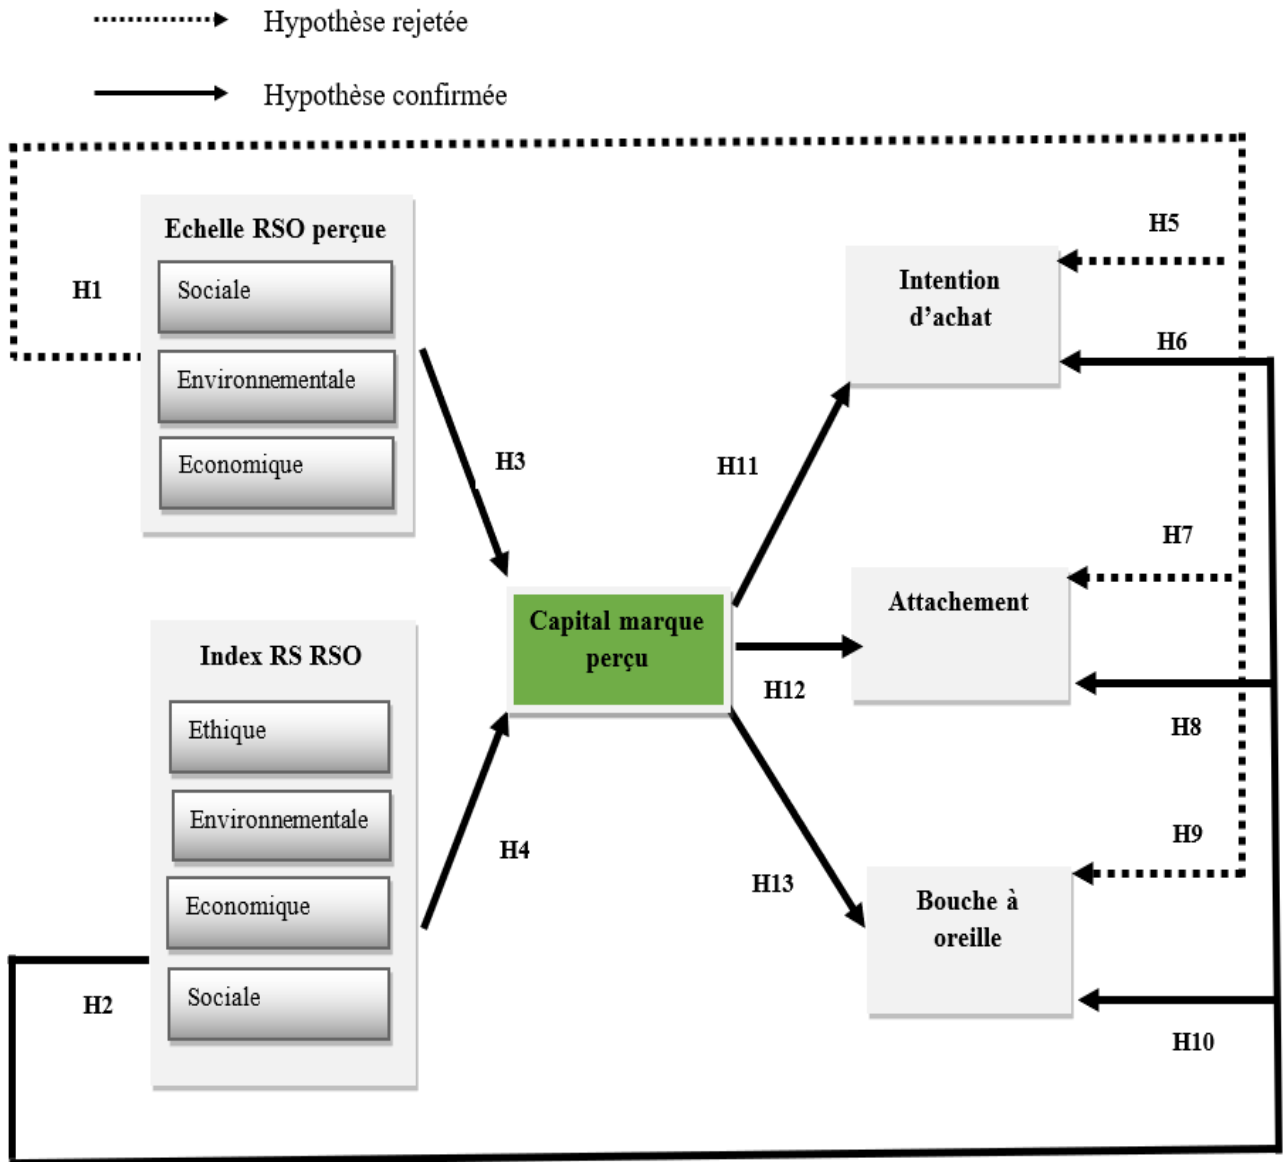 Hypothèse rejetée
Hypothèse confirmée
Echelle RSO perçue
Sociale
Environnementale
Economique
H1
H3
Index RS RSO
Ethique
Environnementale
Economique
Sociale
H2
H4
Capital marque
perçu
H11
H12
H13
Intention
d’achat
H5
H6
Attachement
H7
H8
Bouche à
oreille
H9
H10